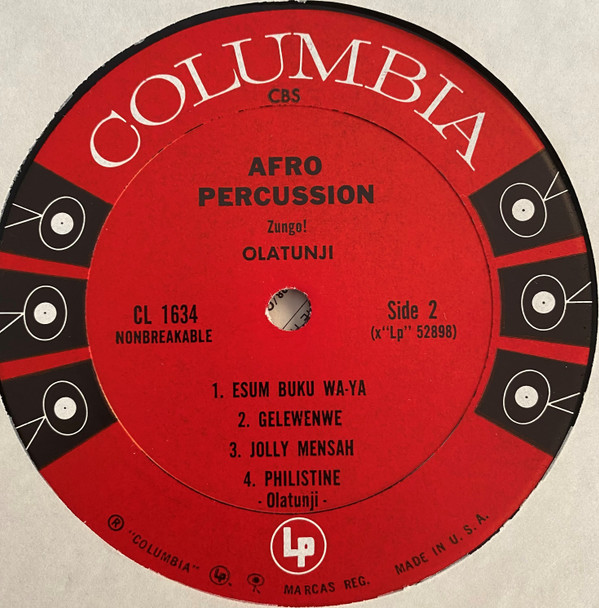 COLUMBIA
CBS
AFRO
PERCUSSION
Zungo!
OLATUNJI
CL 1634
NONBREAKABLE
Side 2
(x"Lp" 52898)
1. ESUM BUKU WA-YA
2. GELEWENWE
3. JOLLY MENSAH
4. PHILISTINE
- Olatunji -
Lp
® "COLUMBIA" Lp MARCAS REG. MADE IN U.S.A.